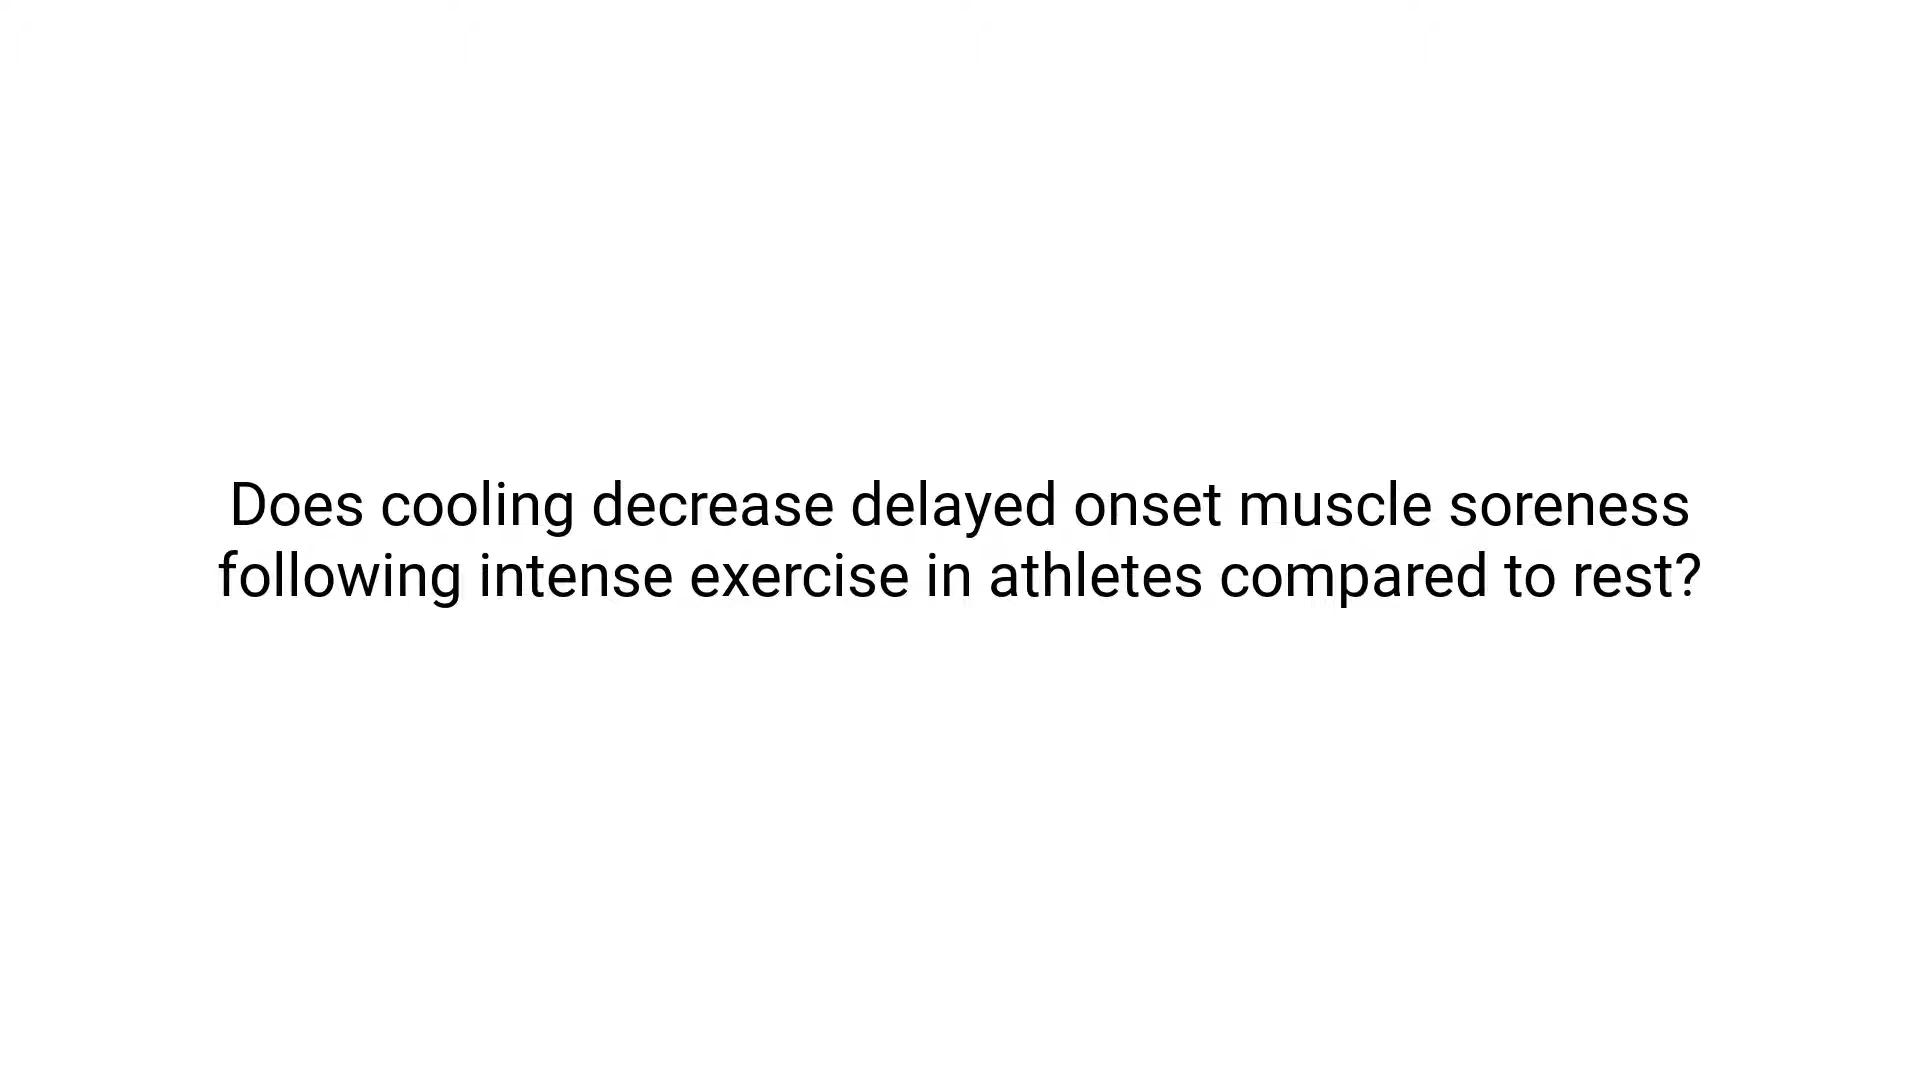 Does cooling decrease delayed onset muscle soreness
following intense exercise in athletes compared to rest?